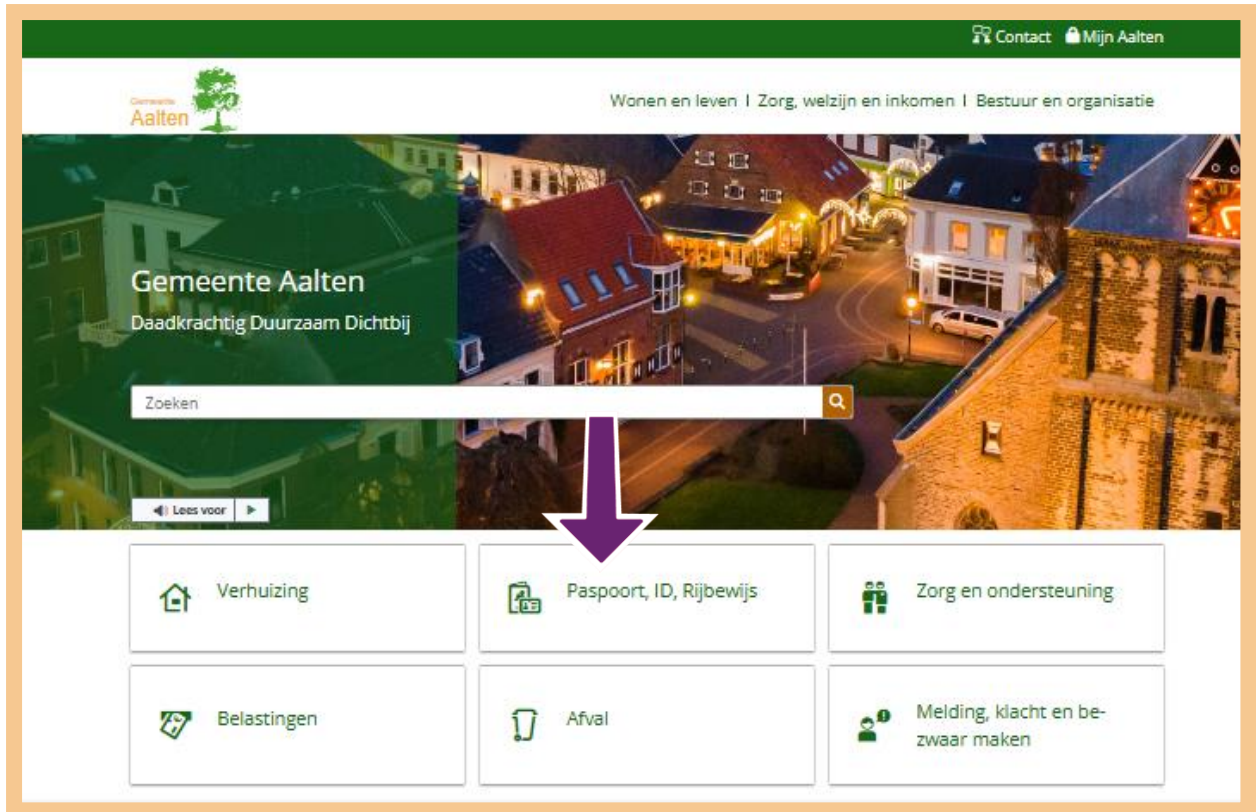 Contact Mijn Aalten
Gemeente
Aalten
Wonen en leven | Zorg, welzijn en inkomen | Bestuur en organisatie
Gemeente Aalten
Daadkrachtig Duurzaam Dichtbij
Zoeken
Lees voor
Verhuizing
Paspoort, ID, Rijbewijs
Zorg en ondersteuning
Belastingen
Afval
Melding, klacht en be-
zwaar maken